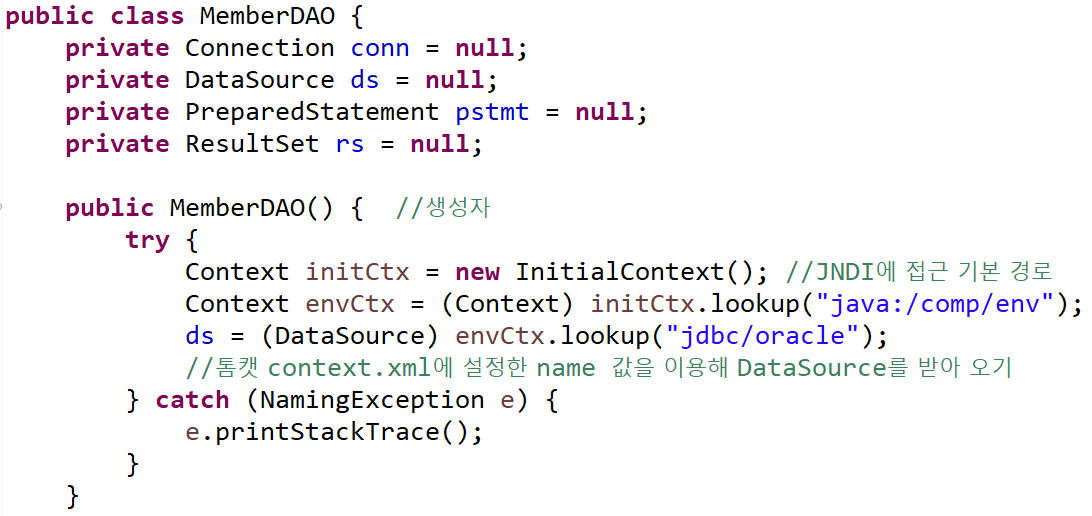 public class MemberDAO {
    private Connection conn = null;
    private DataSource ds = null;
    private PreparedStatement pstmt = null;
    private ResultSet rs = null;

    public MemberDAO() {  //생성자
        try {
            Context initCtx = new InitialContext(); //JNDI에 접근 기본 경로
            Context envCtx = (Context) initCtx.lookup("java:/comp/env");
            ds = (DataSource) envCtx.lookup("jdbc/oracle");
            //톰캣 context.xml에 설정한 name 값을 이용해 DataSource를 받아 오기
        } catch (NamingException e) {
            e.printStackTrace();
        }
    }